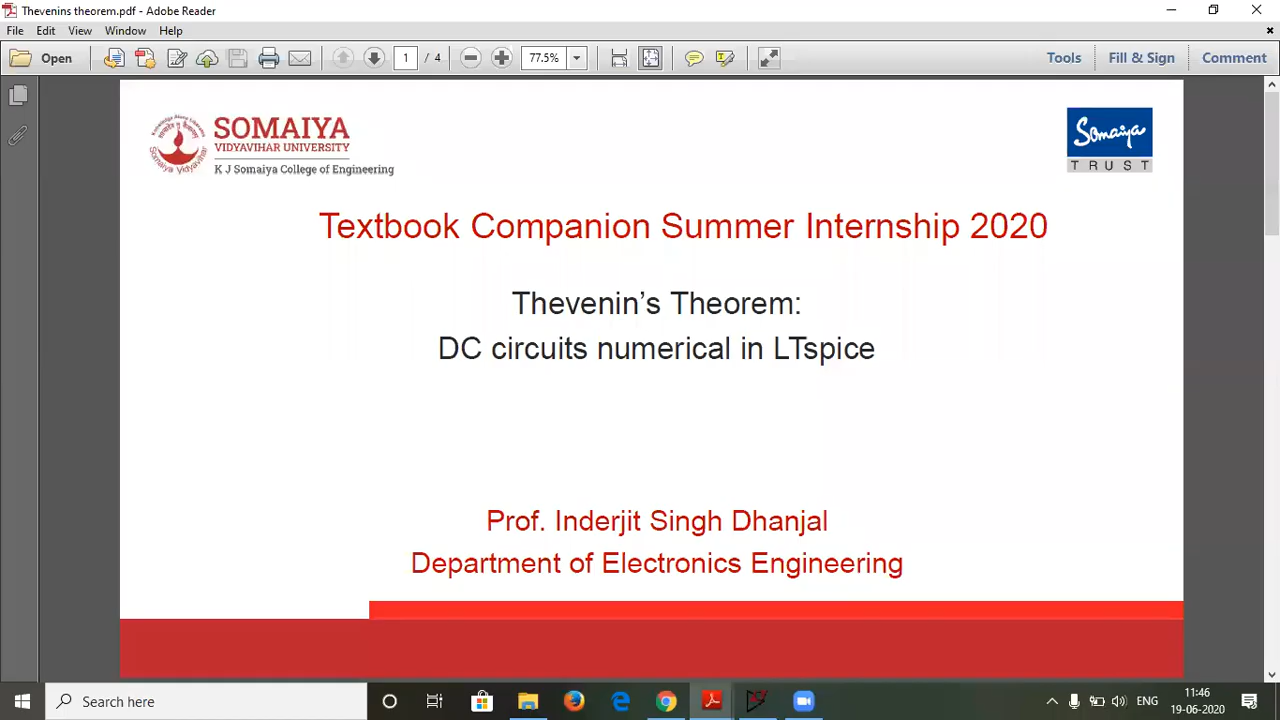 Thevenins theorem.pdf - Adobe Reader
File Edit View Window Help
Open 1 / 4 77.5% Tools Fill & Sign Comment
SOMAIYA
VIDYAVIHAR UNIVERSITY
K J Somaiya College of Engineering
Somaiya
TRUST
Textbook Companion Summer Internship 2020
Thevenin’s Theorem:
DC circuits numerical in LTspice
Prof. Inderjit Singh Dhanjal
Department of Electronics Engineering
Search here
ENG
11:46
19-06-2020